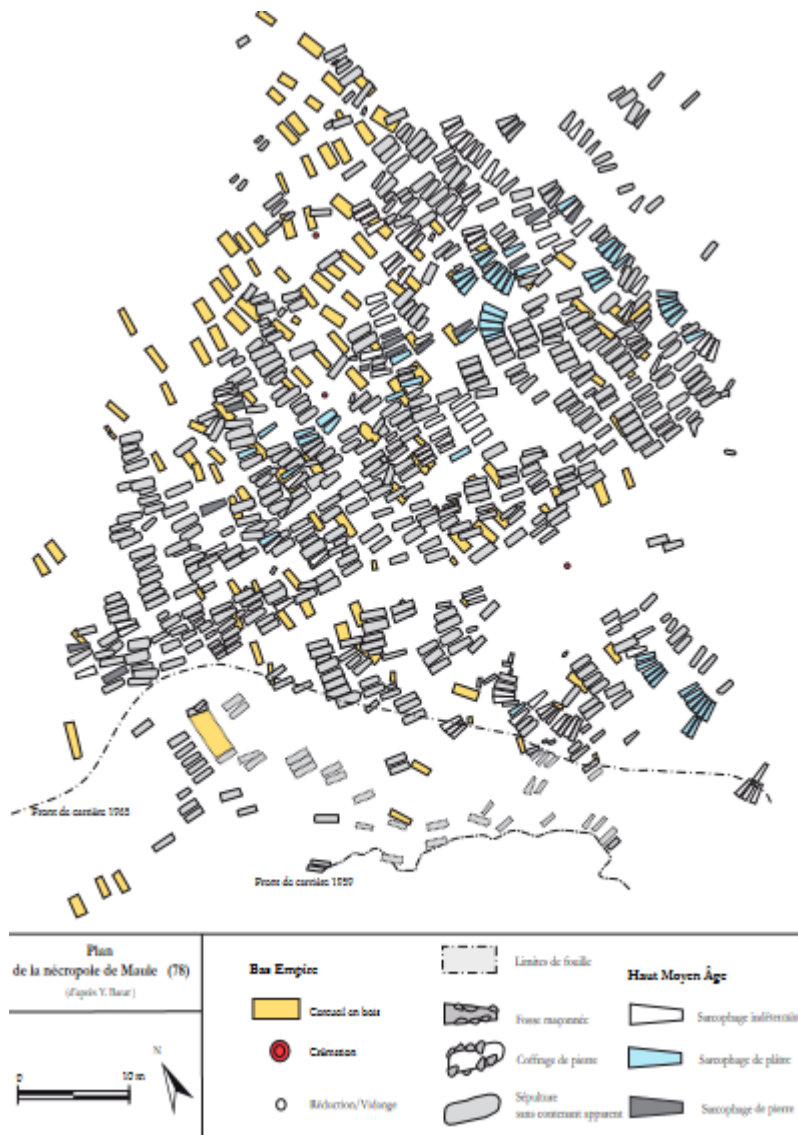 Front de carrière 1965
Front de carrière 1959
Plan
de la nécropole de Maule (78)
(d'après Y. Barat)
N
0 10 m
Bas Empire
Cercueil en bois
Crémation
Réduction/Vidange
Limites de fouille
Fosse maçonnée
Coffrage de pierre
Sépulture
sans contenant apparent
Haut Moyen Âge
Sarcophage indéterminé
Sarcophage de plâtre
Sarcophage de pierre